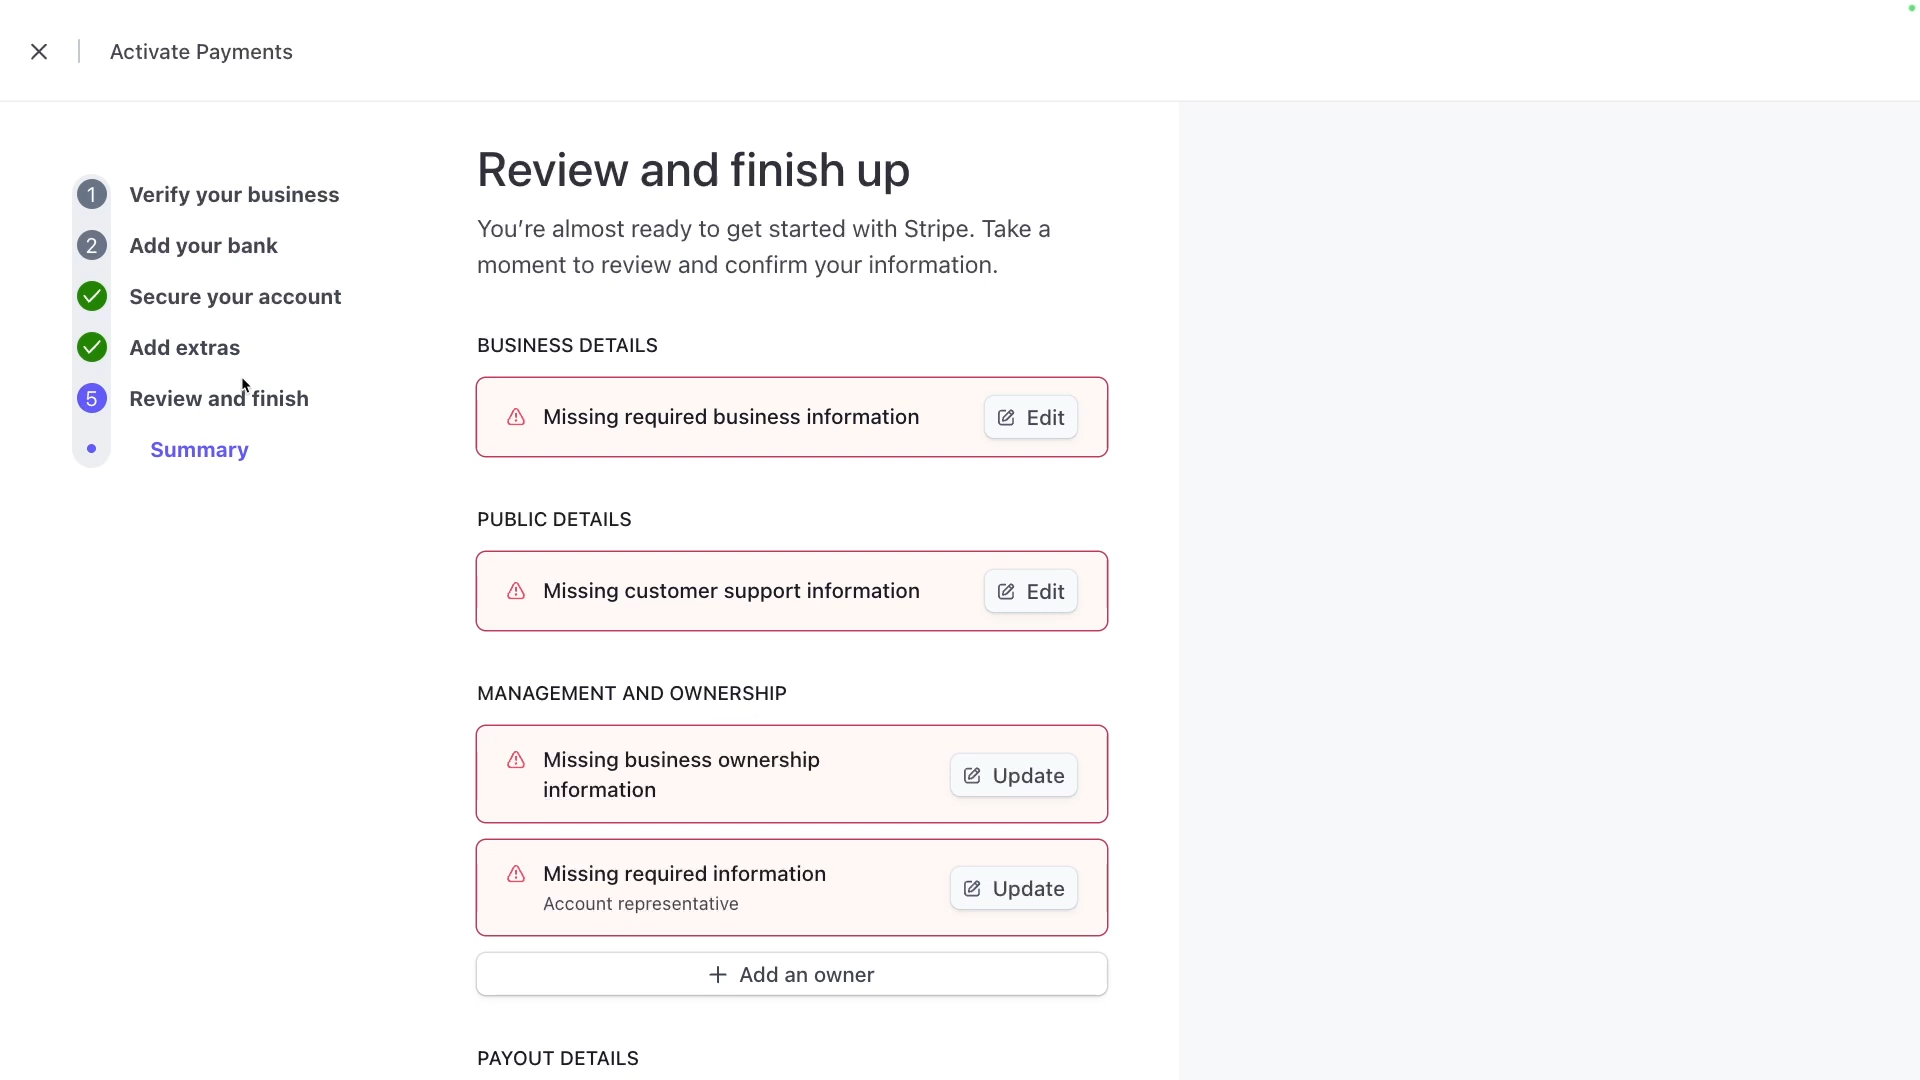 Activate Payments
1 Verify your business
2 Add your bank
Secure your account
Add extras
5 Review and finish
Summary
Review and finish up
You’re almost ready to get started with Stripe. Take a
moment to review and confirm your information.
BUSINESS DETAILS
Missing required business information
Edit
PUBLIC DETAILS
Missing customer support information
Edit
MANAGEMENT AND OWNERSHIP
Missing business ownership
information
Update
Missing required information
Account representative
Update
Add an owner
PAYOUT DETAILS